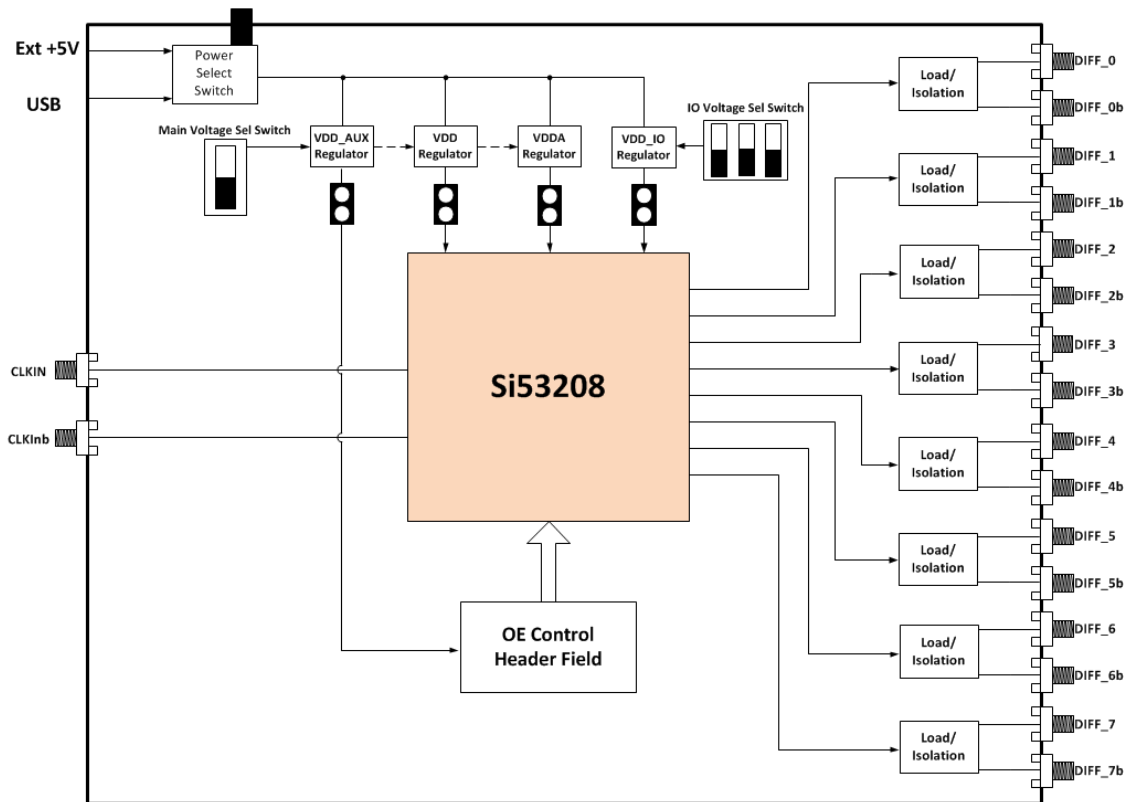 Ext +5V
USB
Power
Select
Switch
Main Voltage Sel Switch
VDD_AUX
Regulator
VDD
Regulator
VDDA
Regulator
VDD_IO
Regulator
IO Voltage Sel Switch
Load/
Isolation
DIFF_0
DIFF_0b
Load/
Isolation
DIFF_1
DIFF_1b
Load/
Isolation
DIFF_2
DIFF_2b
Load/
Isolation
DIFF_3
DIFF_3b
Load/
Isolation
DIFF_4
DIFF_4b
Load/
Isolation
DIFF_5
DIFF_5b
Load/
Isolation
DIFF_6
DIFF_6b
Load/
Isolation
DIFF_7
DIFF_7b
CLKIN
CLKInb
Si53208
OE Control
Header Field